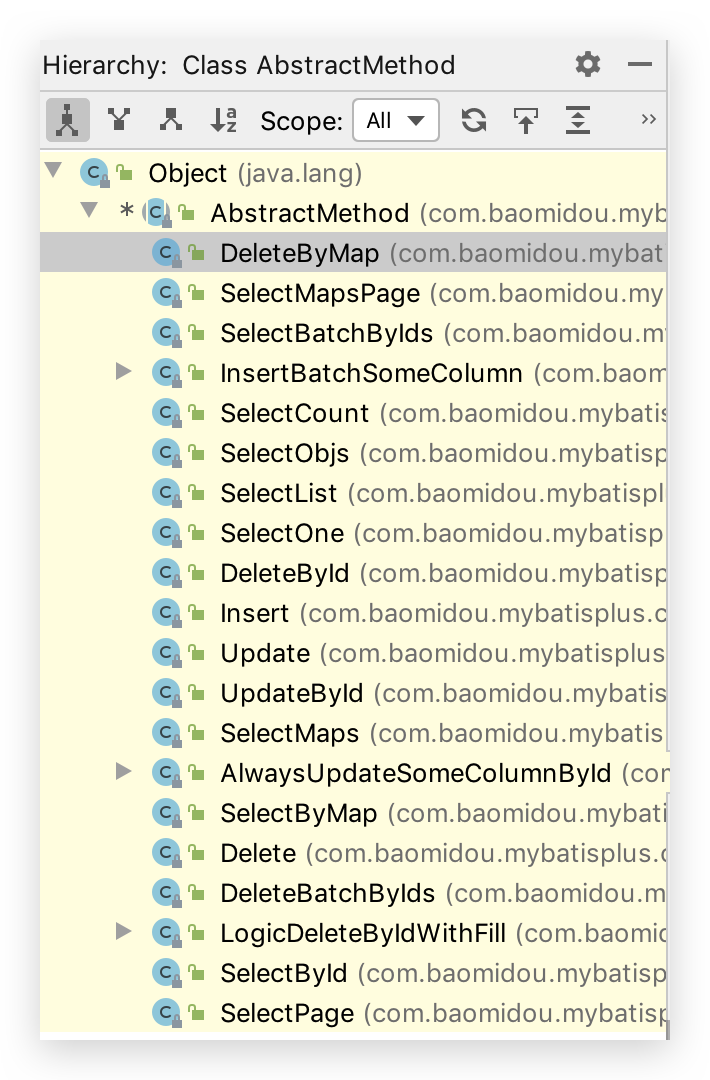 Hierarchy: Class AbstractMethod
Scope: All
Object (java.lang)
* AbstractMethod (com.baomidou.myb
DeleteByMap (com.baomidou.mybat
SelectMapsPage (com.baomidou.my
SelectBatchByIds (com.baomidou.m
InsertBatchSomeColumn (com.baom
SelectCount (com.baomidou.mybatis
SelectObjs (com.baomidou.mybatisp
SelectList (com.baomidou.mybatispl
SelectOne (com.baomidou.mybatisp
DeleteById (com.baomidou.mybatisp
Insert (com.baomidou.mybatisplus.c
Update (com.baomidou.mybatisplus
UpdateById (com.baomidou.mybatis
SelectMaps (com.baomidou.mybatis
AlwaysUpdateSomeColumnById (con
SelectByMap (com.baomidou.mybati
Delete (com.baomidou.mybatisplus.c
DeleteBatchByIds (com.baomidou.m
LogicDeleteByIdWithFill (com.baomid
SelectById (com.baomidou.mybatisp
SelectPage (com.baomidou.mybatisp